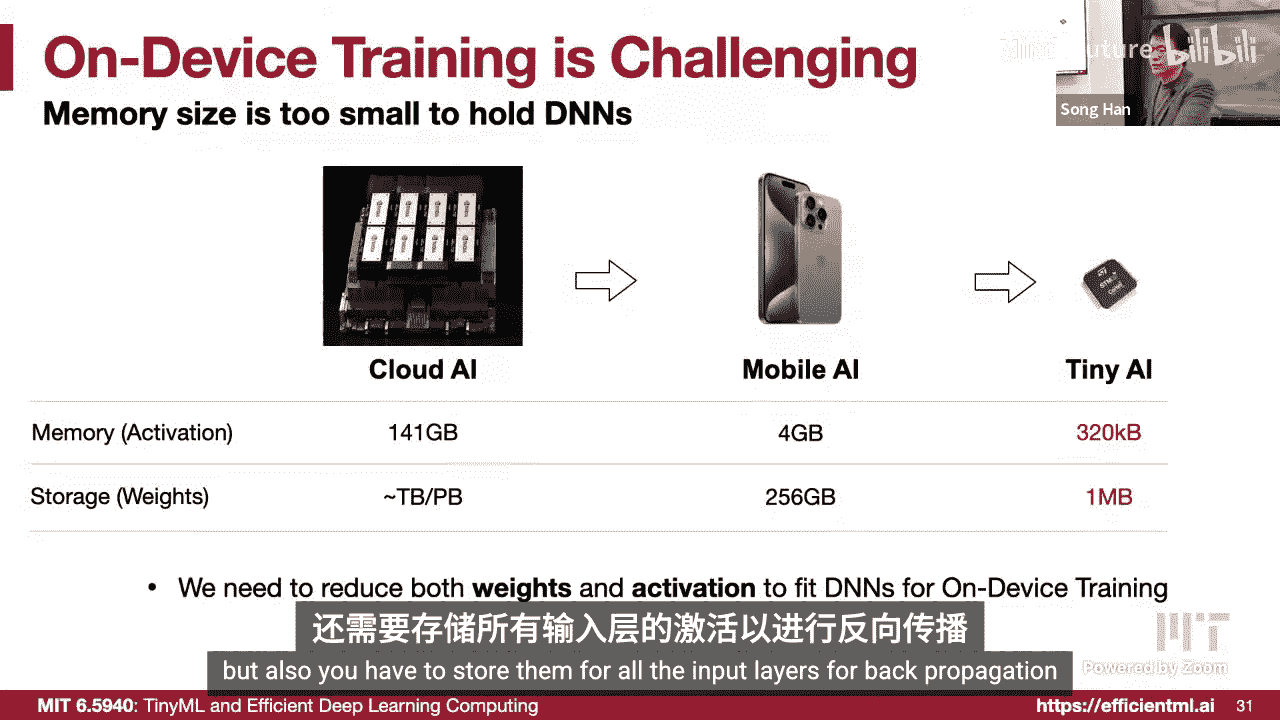 On-Device Training is Challenging
Memory size is too small to hold DNNs
bilibili
Song Han
Cloud AI
Mobile AI
Tiny AI
Memory (Activation) 141GB 4GB 320kB
Storage (Weights) ~TB/PB 256GB 1MB
• We need to reduce both weights and activation to fit DNNs for On-Device Training
还需要存储所有输入层的激活以进行反向传播
but also you have to store them for all the input layers for back propagation
MIT
Powered by Zoom
MIT 6.5940: TinyML and Efficient Deep Learning Computing
https://efficientml.ai
31